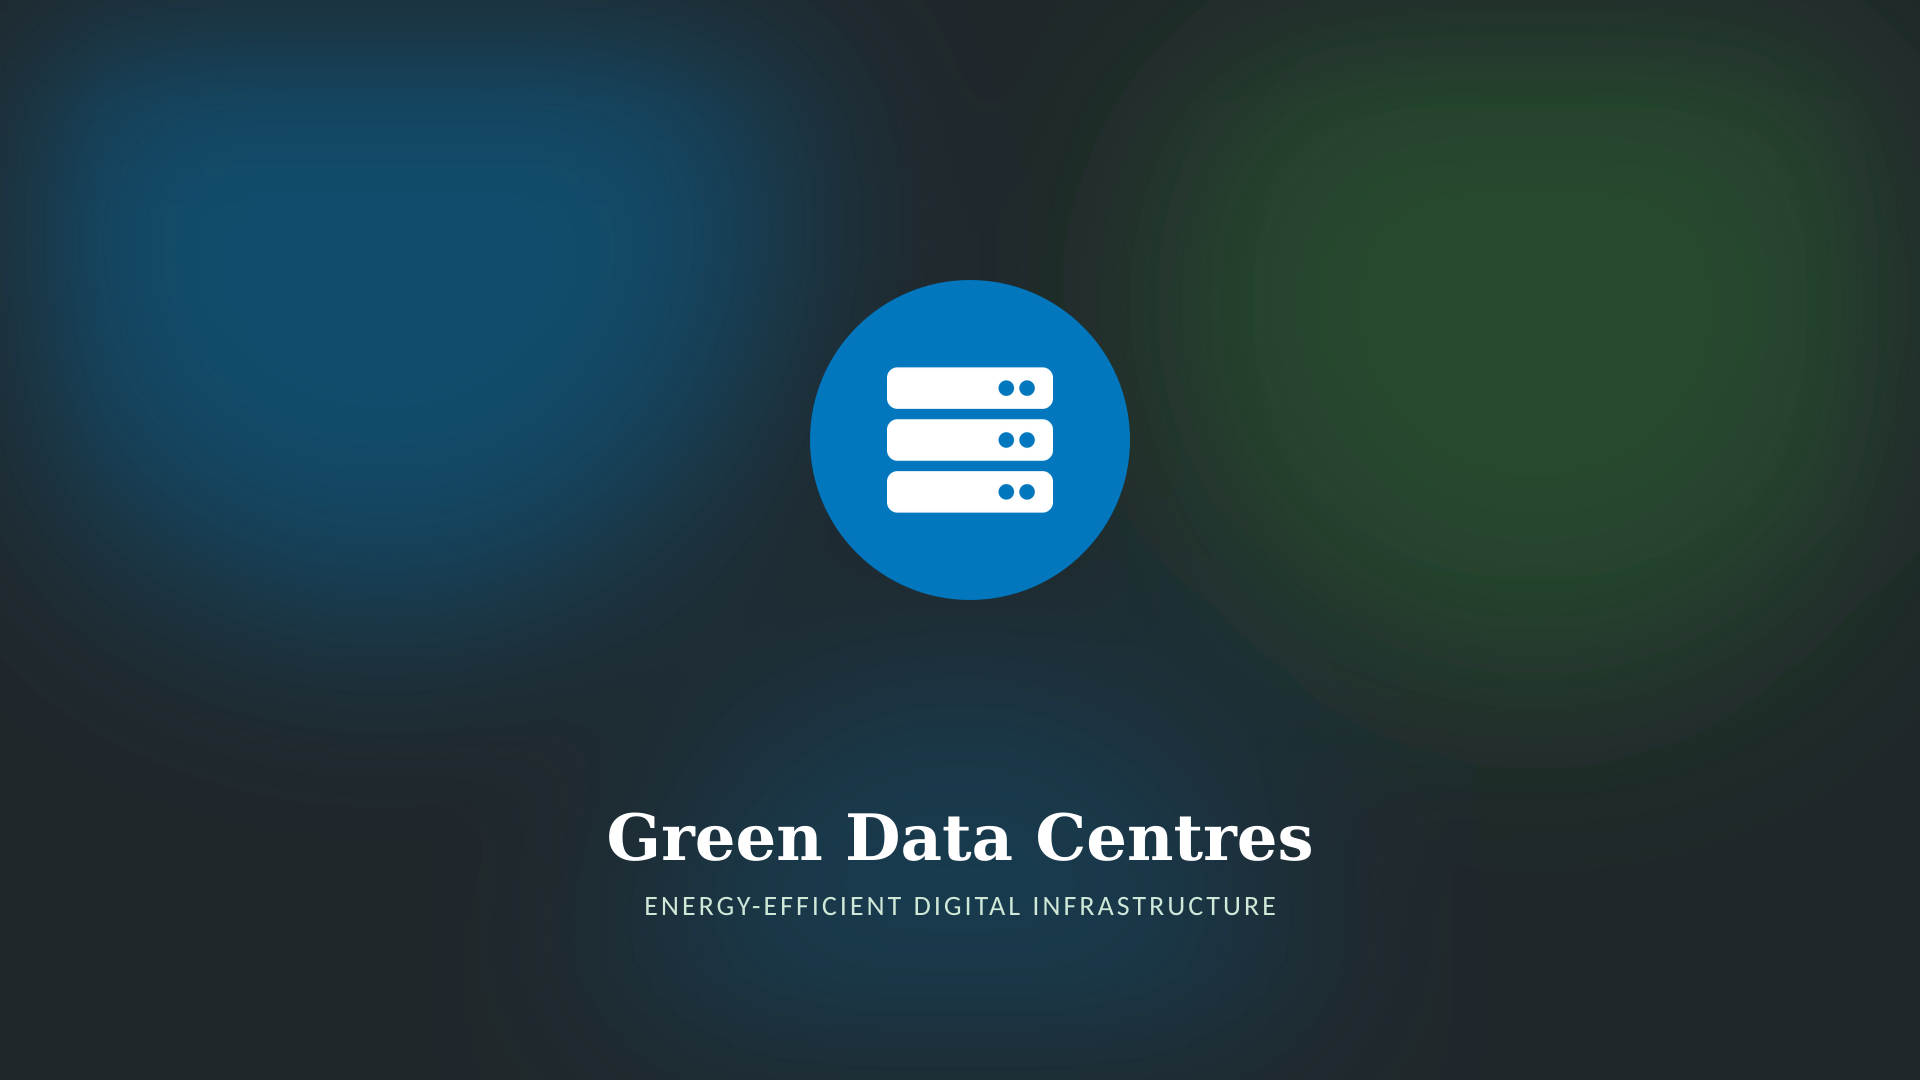 Green Data Centres
ENERGY-EFFICIENT DIGITAL INFRASTRUCTURE